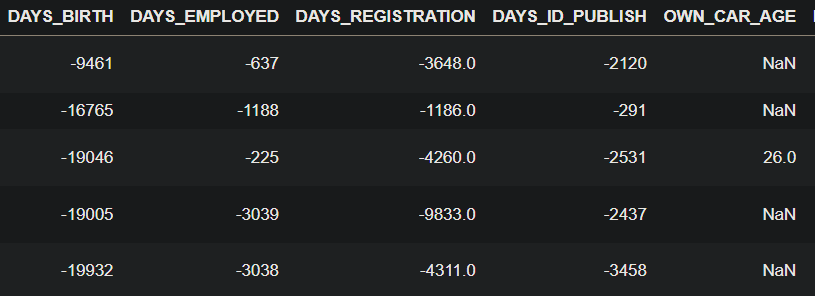 DAYS_BIRTH DAYS_EMPLOYED DAYS_REGISTRATION DAYS_ID_PUBLISH OWN_CAR_AGE
-9461 -637 -3648.0 -2120 NaN
-16765 -1188 -1186.0 -291 NaN
-19046 -225 -4260.0 -2531 26.0
-19005 -3039 -9833.0 -2437 NaN
-19932 -3038 -4311.0 -3458 NaN